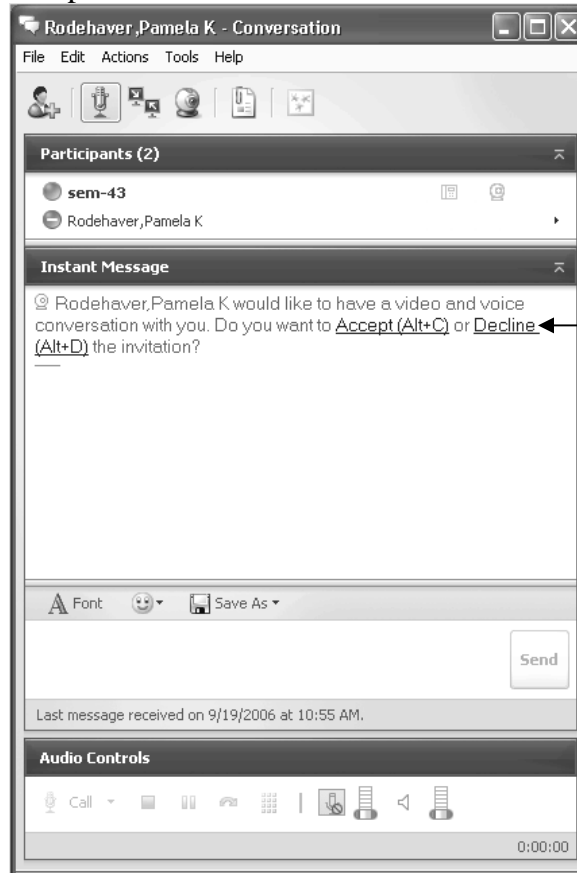 Rodehaver ,Pamela K - Conversation
File Edit Actions Tools Help
Participants (2)
sem-43
Rodehaver,Pamela K
Instant Message
Rodehaver,Pamela K would like to have a video and voice
conversation with you. Do you want to Accept (Alt+C) or Decline
(Alt+D) the invitation?
Font Save As
Send
Last message received on 9/19/2006 at 10:55 AM.
Audio Controls
Call
0:00:00